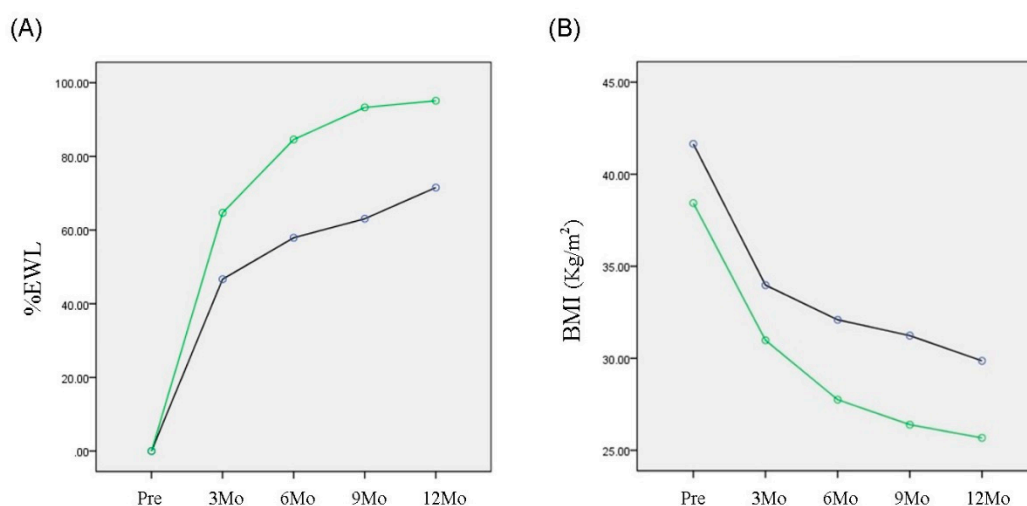 (A)
%EWL
100.00
80.00
60.00
40.00
20.00
.00
Pre 3Mo 6Mo 9Mo 12Mo
(B)
BMI (Kg/m²)
45.00
40.00
35.00
30.00
25.00
Pre 3Mo 6Mo 9Mo 12Mo